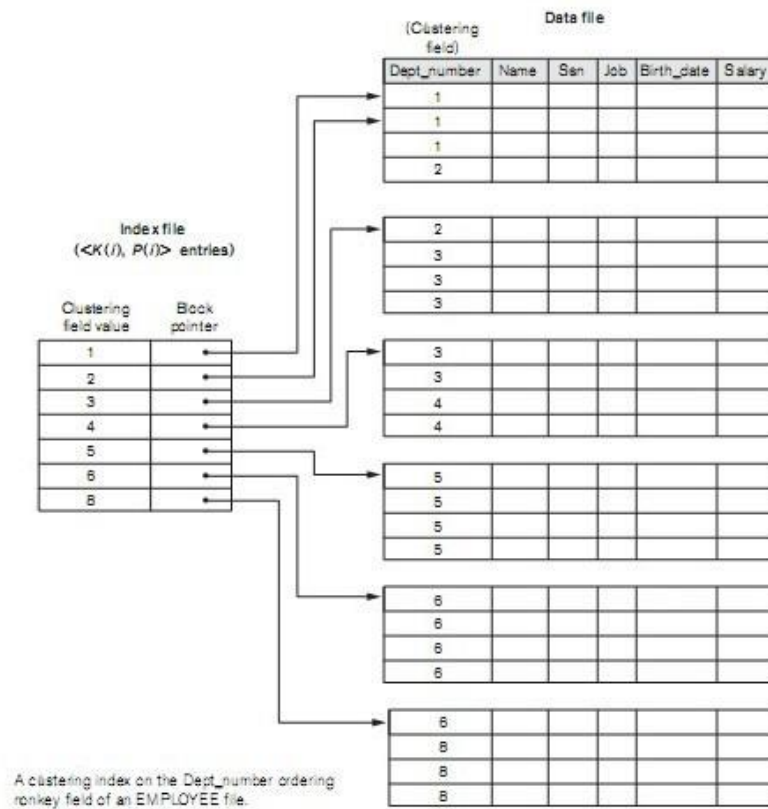 Data file
(Clustering
field)
Dept_number Name Ssn Job Birth_date Salary
1
1
1
2
2
3
3
3
3
3
4
4
5
5
5
5
6
6
6
6
6
8
8
8
Index file
(<K(i), P(i)> entries)
Clustering
field value
Block
pointer
1
2
3
4
5
6
8
A clustering index on the Dept_number ordering
nonkey field of an EMPLOYEE file.